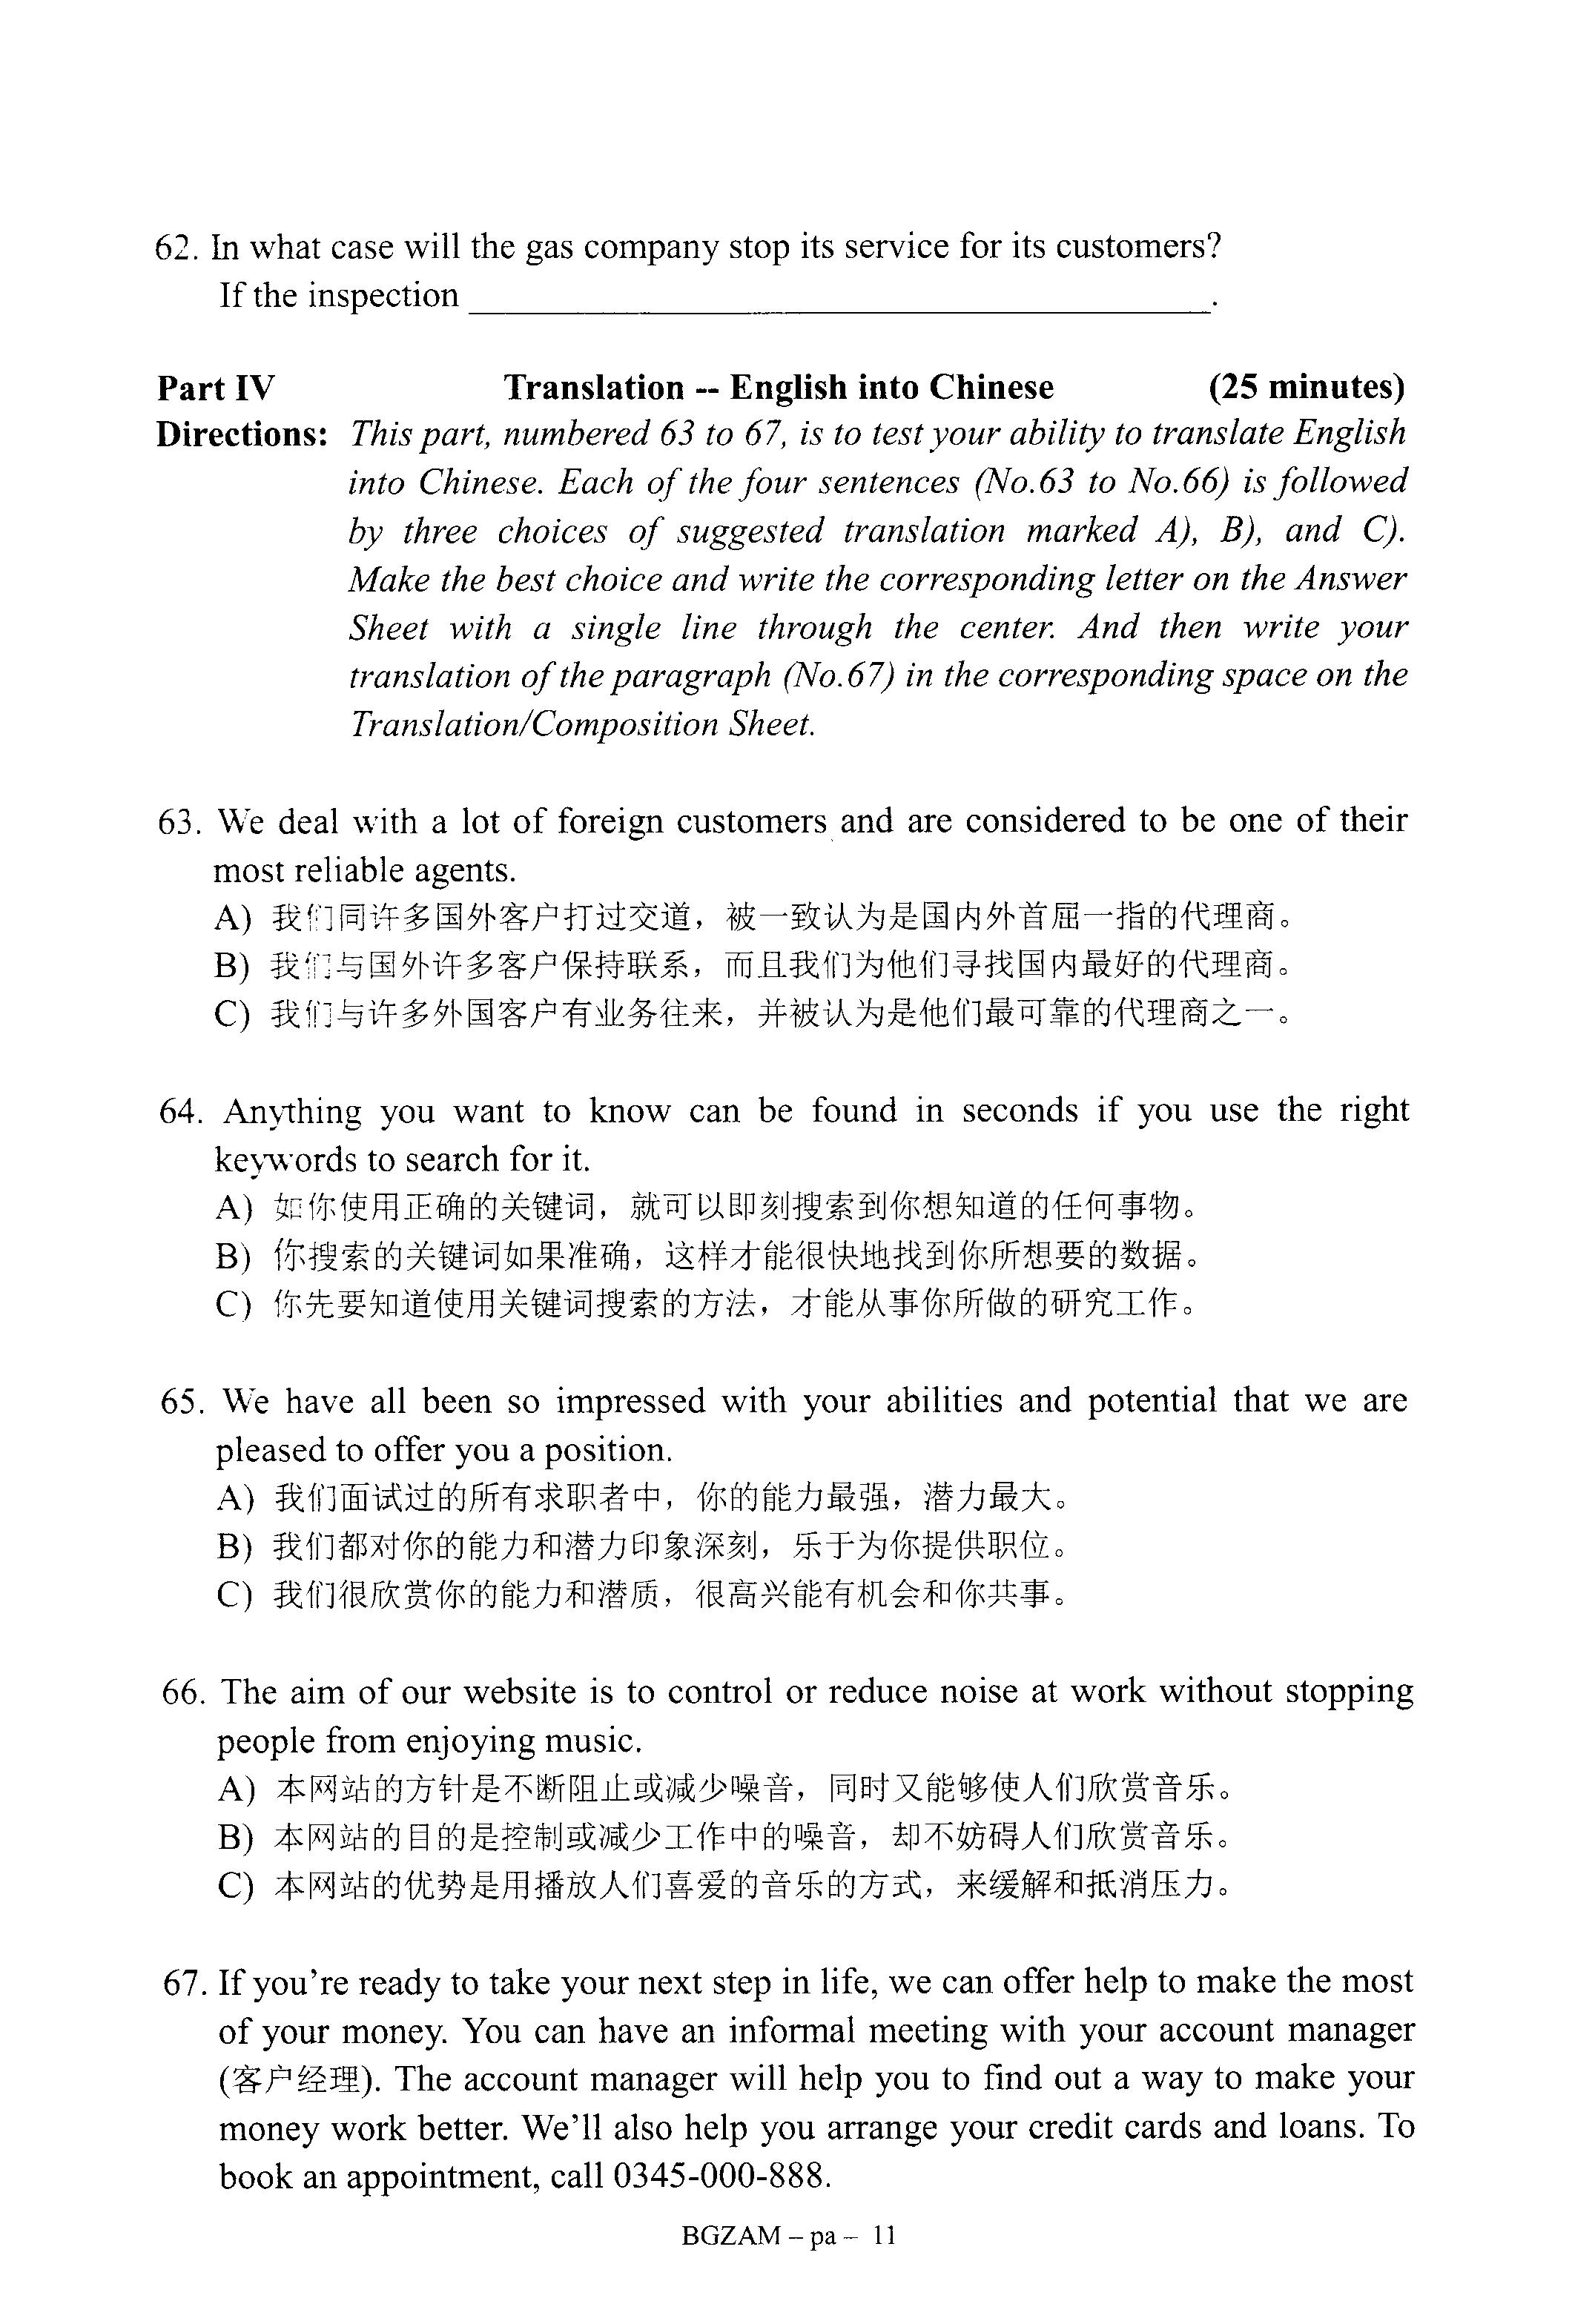 62. In what case will the gas company stop its service for its customers?
If the inspection ______________________________.
Part IV Translation -- English into Chinese (25 minutes)
Directions: This part, numbered 63 to 67, is to test your ability to translate English
into Chinese. Each of the four sentences (No.63 to No.66) is followed
by three choices of suggested translation marked A), B), and C).
Make the best choice and write the corresponding letter on the Answer
Sheet with a single line through the center. And then write your
translation of the paragraph (No.67) in the corresponding space on the
Translation/Composition Sheet.
63. We deal with a lot of foreign customers and are considered to be one of their
most reliable agents.
A) 我们同许多国外客户打过交道，被一致认为是国内外首屈一指的代理商。
B) 我们与国外许多客户保持联系，而且我们为他们寻找国内最好的代理商。
C) 我们与许多外国客户有业务往来，并被认为是他们最可靠的代理商之一。
64. Anything you want to know can be found in seconds if you use the right
keywords to search for it.
A) 如你使用正确的关键词，就可以即刻搜索到你想知道的任何事物。
B) 你搜索的关键词如果准确，这样才能很快地找到你所想要的数据。
C) 你先要知道使用关键词搜索的方法，才能从事你所做的研究工作。
65. We have all been so impressed with your abilities and potential that we are
pleased to offer you a position.
A) 我们面试过的所有求职者中，你的能力最强，潜力最大。
B) 我们都对你的能力和潜力印象深刻，乐于为你提供职位。
C) 我们很欣赏你的能力和潜质，很高兴能有机会和你共事。
66. The aim of our website is to control or reduce noise at work without stopping
people from enjoying music.
A) 本网站的方针是不断阻止或减少噪音，同时又能够使人们欣赏音乐。
B) 本网站的目的是控制或减少工作中的噪音，却不妨碍人们欣赏音乐。
C) 本网站的优势是用播放人们喜爱的音乐的方式，来缓解和抵消压力。
67. If you're ready to take your next step in life, we can offer help to make the most
of your money. You can have an informal meeting with your account manager
(客户经理). The account manager will help you to find out a way to make your
money work better. We'll also help you arrange your credit cards and loans. To
book an appointment, call 0345-000-888.
BGZAM – pa – 11